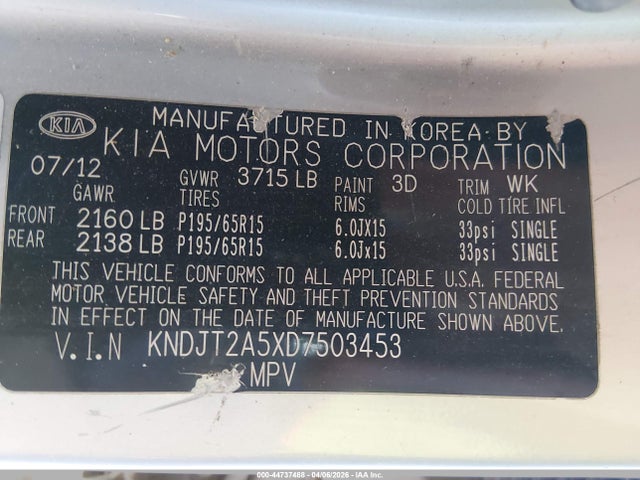 KIA MANUFACTURED IN KOREA BY
KIA MOTORS CORPORATION
07/12 GVWR 3715 LB PAINT 3D TRIM WK
GAWR TIRES RIMS COLD TIRE INFL
FRONT 2160 LB P195/65R15 6.0JX15 33psi SINGLE
REAR 2138 LB P195/65R15 6.0Jx15 33psi SINGLE
THIS VEHICLE CONFORMS TO ALL APPLICABLE U.S.A. FEDERAL
MOTOR VEHICLE SAFETY AND THEFT PREVENTION STANDARDS
IN EFFECT ON THE DATE OF MANUFACTURE SHOWN ABOVE.
V.I.N KNDJT2A5XD7503453
MPV
000-44737468 - 04/06/2026 - IAA Inc.